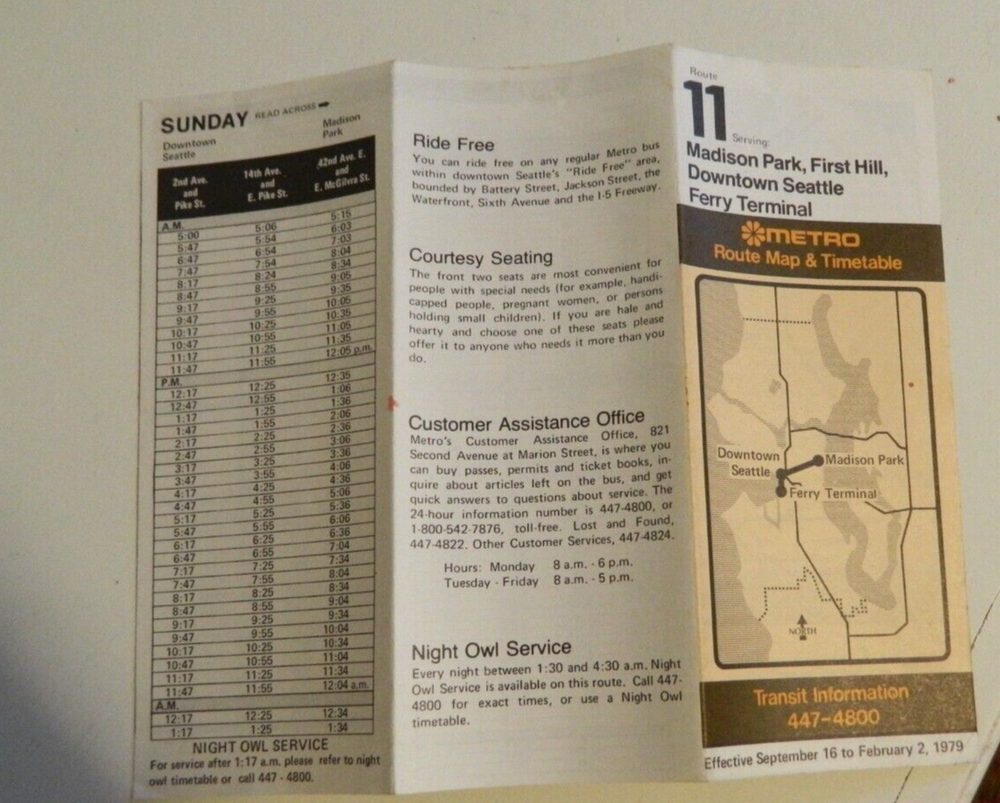 SUNDAY READ ACROSS
Downtown Seattle Madison Park
2nd Ave. and Pike St. 14th Ave. and E. Pike St. 42nd Ave. E. and E. McGilvra St.
A.M.
5:00 5:06 5:15
5:47 5:54 6:03
6:47 6:54 7:03
7:47 7:54 8:04
8:17 8:24 8:34
8:47 8:55 9:05
9:17 9:25 9:35
9:47 9:55 10:05
10:17 10:25 10:35
10:47 10:55 11:05
11:17 11:25 11:35
11:47 11:55 12:05 p.m.
P.M.
12:17 12:25 12:35
12:47 12:55 1:06
1:17 1:25 1:36
1:47 1:55 2:06
2:17 2:25 2:36
2:47 2:55 3:06
3:17 3:25 3:36
3:47 3:55 4:06
4:17 4:25 4:36
4:47 4:55 5:06
5:17 5:25 5:36
5:47 5:55 6:06
6:17 6:25 6:36
6:47 6:55 7:04
7:17 7:25 7:34
7:47 7:55 8:04
8:17 8:25 8:34
8:47 8:55 9:04
9:17 9:25 9:34
9:47 9:55 10:04
10:17 10:25 10:34
10:47 10:55 11:04
11:17 11:25 11:34
11:47 11:55 12:04 a.m.
A.M.
12:17 12:25 12:34
1:17 1:25 1:34
NIGHT OWL SERVICE
For service after 1:17 a.m. please refer to night
owl timetable or call 447 - 4800.
Ride Free
You can ride free on any regular Metro bus
within downtown Seattle's "Ride Free" area,
bounded by Battery Street, Jackson Street, the
Waterfront, Sixth Avenue and the I-5 Freeway.
Courtesy Seating
The front two seats are most convenient for
people with special needs (for example, handi-
capped people, pregnant women, or persons
holding small children). If you are hale and
hearty and choose one of these seats please
offer it to anyone who needs it more than you
do.
Customer Assistance Office
Metro's Customer Assistance Office, 821
Second Avenue at Marion Street, is where you
can buy passes, permits and ticket books, in-
quire about articles left on the bus, and get
quick answers to questions about service. The
24-hour information number is 447-4800, or
1-800-542-7876, toll-free. Lost and Found,
447-4822. Other Customer Services, 447-4824.
Hours: Monday 8 a.m. - 6 p.m.
Tuesday - Friday 8 a.m. - 5 p.m.
Night Owl Service
Every night between 1:30 and 4:30 a.m. Night
Owl Service is available on this route. Call 447-
4800 for exact times, or use a Night Owl
timetable.
Route
11
Serving:
Madison Park, First Hill,
Downtown Seattle
Ferry Terminal
METRO
Route Map & Timetable
Downtown
Seattle
Madison Park
Ferry Terminal
NORTH
Transit Information
447-4800
Effective September 16 to February 2, 1979